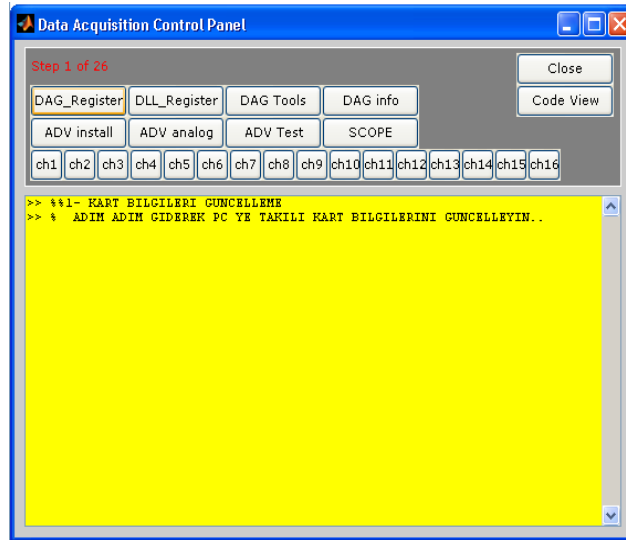 Data Acquisition Control Panel
Step 1 of 26
Close
DAG_Register DLL_Register DAG Tools DAG info
Code View
ADV install ADV analog ADV Test SCOPE
ch1 ch2 ch3 ch4 ch5 ch6 ch7 ch8 ch9 ch10 ch11 ch12 ch13 ch14 ch15 ch16
>> %%1- KART BILGILERI GUNCELLEME
>> %  ADIM ADIM GIDEREK PC YE TAKILI KART BILGILERINI GUNCELLEYIN..